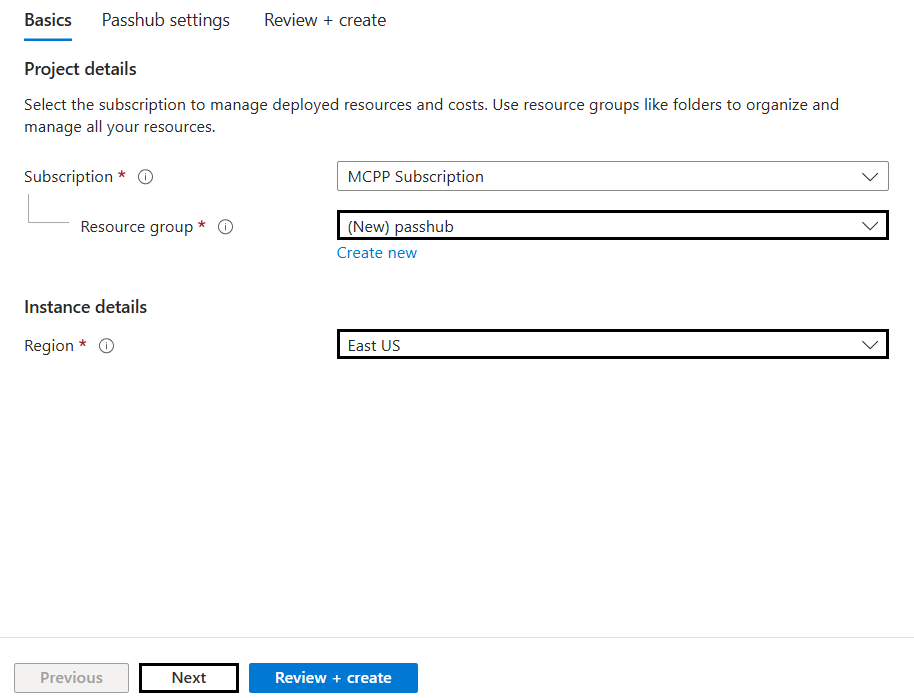 Basics Passhub settings Review + create
Project details
Select the subscription to manage deployed resources and costs. Use resource groups like folders to organize and
manage all your resources.
Subscription * MCPP Subscription
Resource group * (New) passhub
Create new
Instance details
Region * East US
Previous Next Review + create